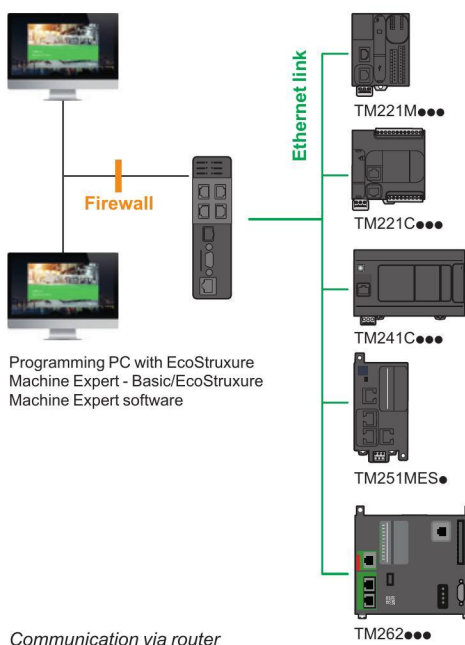 Ethernet link
TM221M●●●
Firewall
TM221C●●●
TM241C●●●
Programming PC with EcoStruxure
Machine Expert - Basic/EcoStruxure
Machine Expert software
TM251MES●
TM262●●●
Communication via router